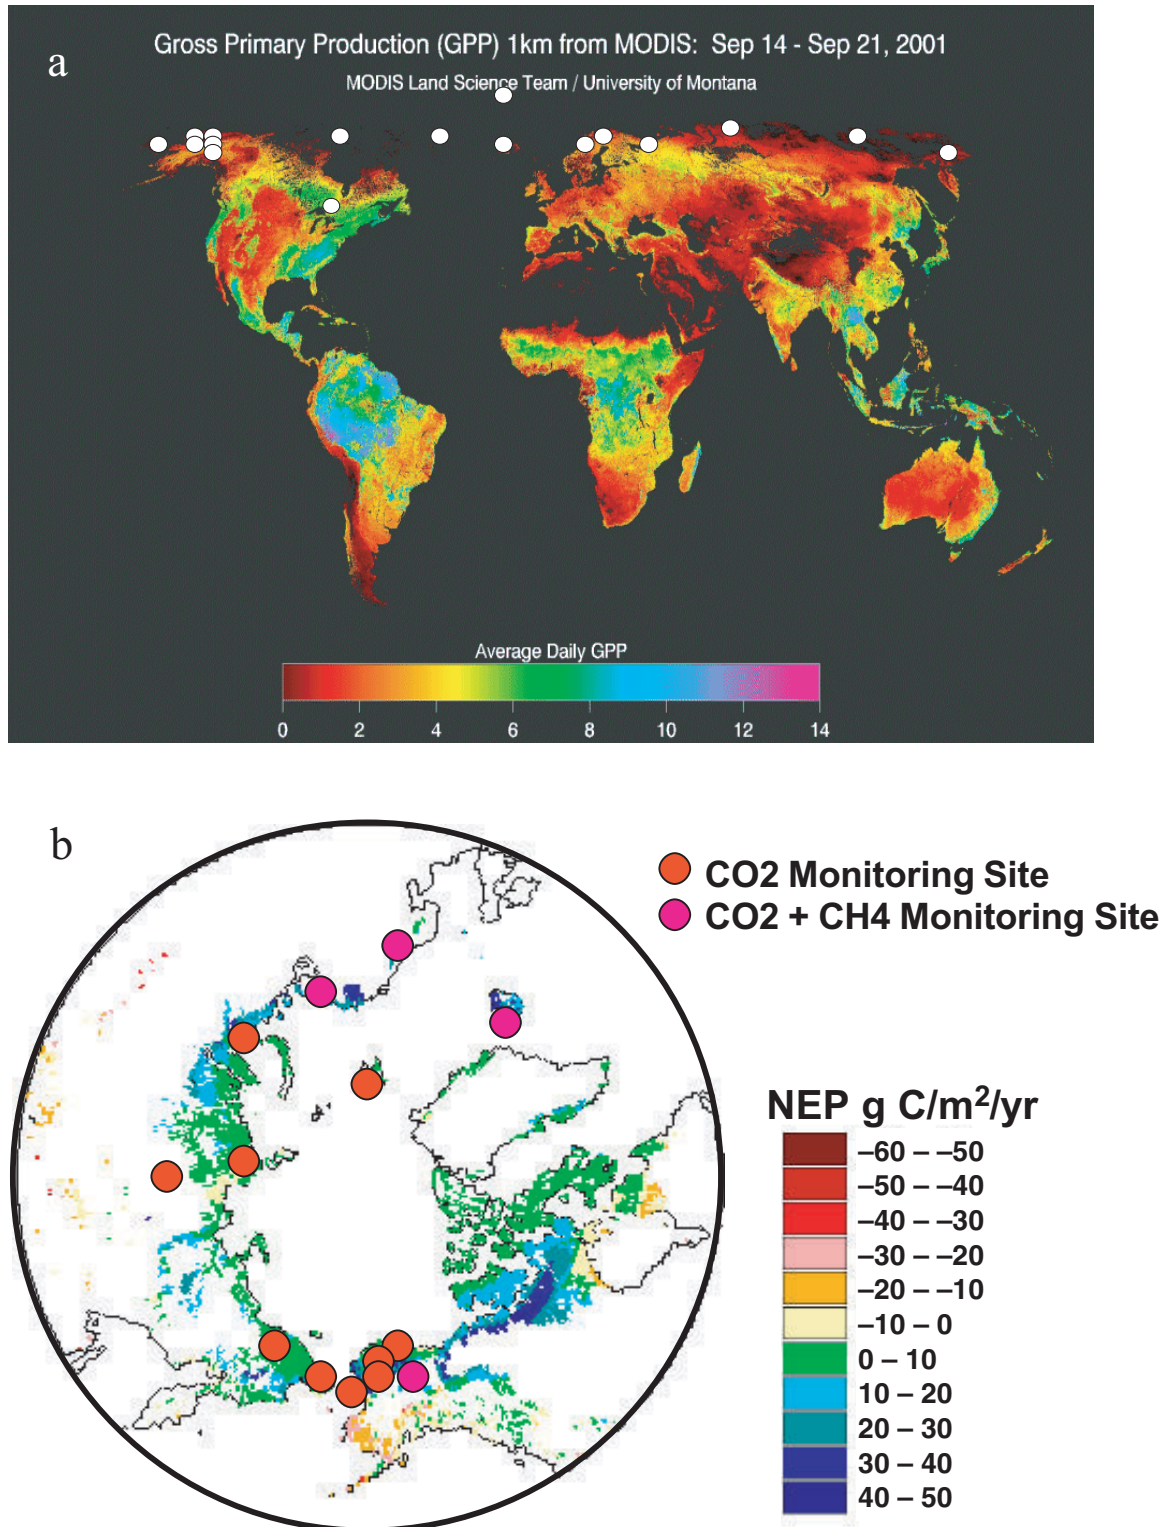 a
Gross Primary Production (GPP) 1km from MODIS: Sep 14 - Sep 21, 2001
MODIS Land Science Team / University of Montana
Average Daily GPP
0 2 4 6 8 10 12 14
b
CO2 Monitoring Site
CO2 + CH4 Monitoring Site
NEP g C/m²/yr
–60 – –50
–50 – –40
–40 – –30
–30 – –20
–20 – –10
–10 – 0
0 – 10
10 – 20
20 – 30
30 – 40
40 – 50